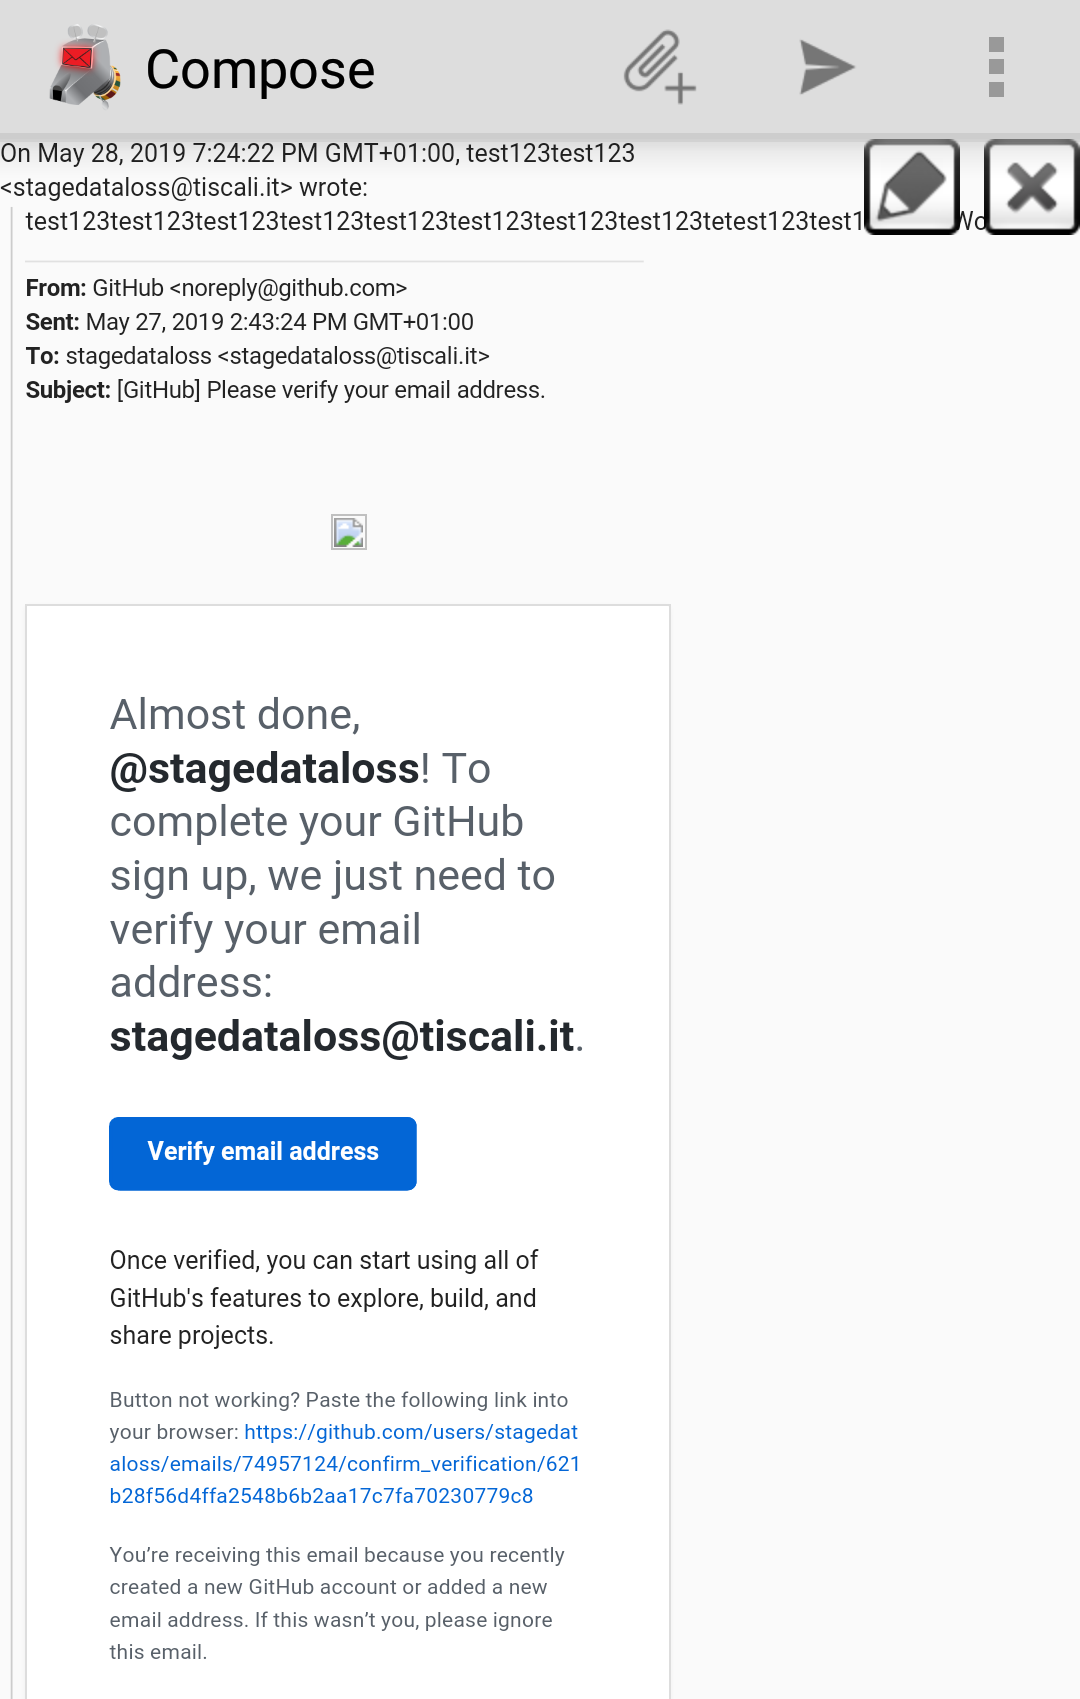 Compose
On May 28, 2019 7:24:22 PM GMT+01:00, test123test123
<stagedataloss@tiscali.it> wrote:
test123test123test123test123test123test123test123test123tetest123test1
From: GitHub <noreply@github.com>
Sent: May 27, 2019 2:43:24 PM GMT+01:00
To: stagedataloss <stagedataloss@tiscali.it>
Subject: [GitHub] Please verify your email address.
Almost done,
@stagedataloss! To
complete your GitHub
sign up, we just need to
verify your email
address:
stagedataloss@tiscali.it.
Verify email address
Once verified, you can start using all of
GitHub's features to explore, build, and
share projects.
Button not working? Paste the following link into
your browser: https://github.com/users/stagedat
aloss/emails/74957124/confirm_verification/621
b28f56d4ffa2548b6b2aa17c7fa70230779c8
You’re receiving this email because you recently
created a new GitHub account or added a new
email address. If this wasn’t you, please ignore
this email.